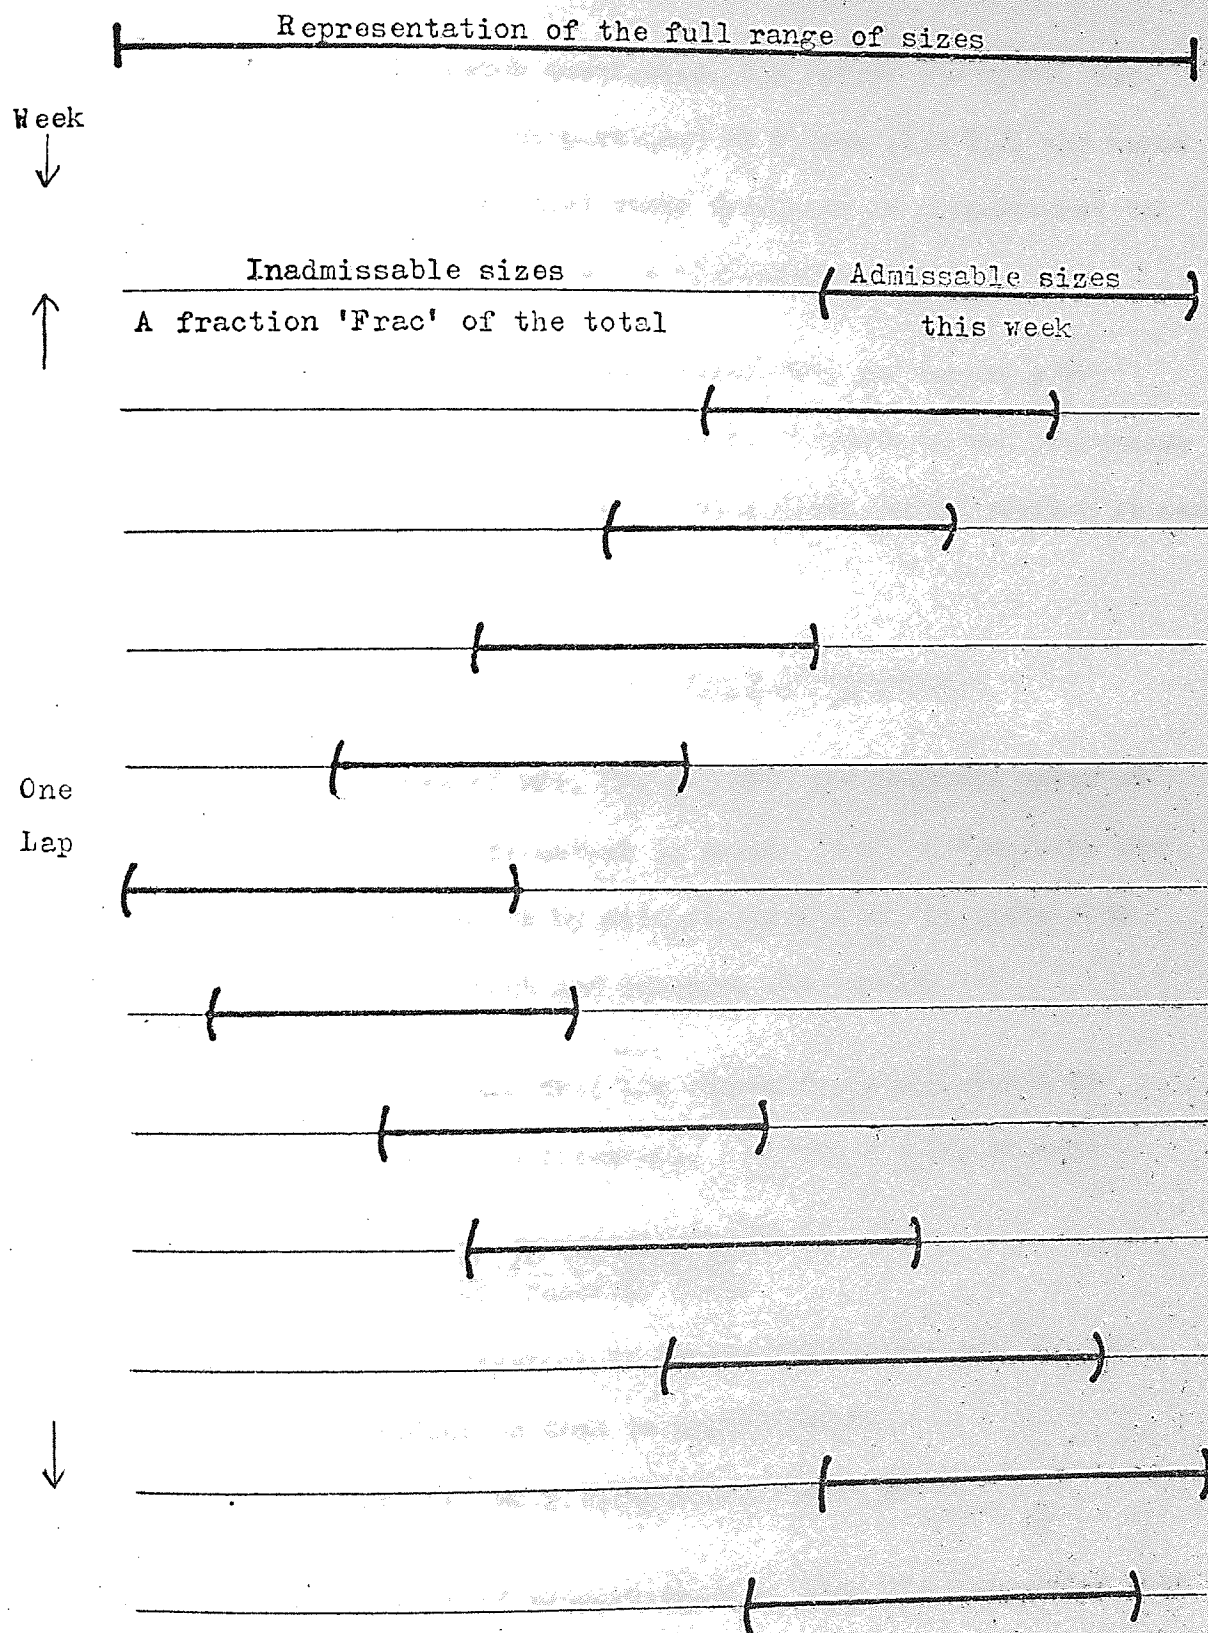 Representation of the full range of sizes
Week
Inadmissable sizes
Admissable sizes
A fraction 'Frac' of the total
this week
One
Lap